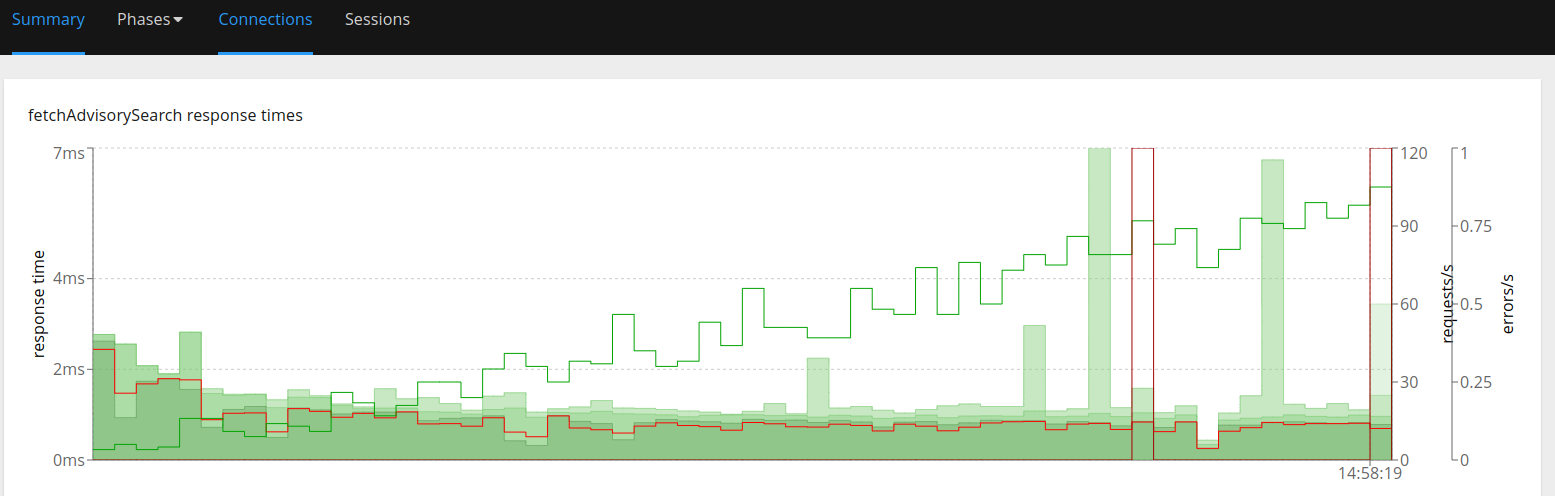 Summary Phases Connections Sessions
fetchAdvisorySearch response times
7ms
4ms
2ms
0ms
response time
120
90
60
30
0
requests/s
1
0.75
0.5
0.25
0
errors/s
14:58:19